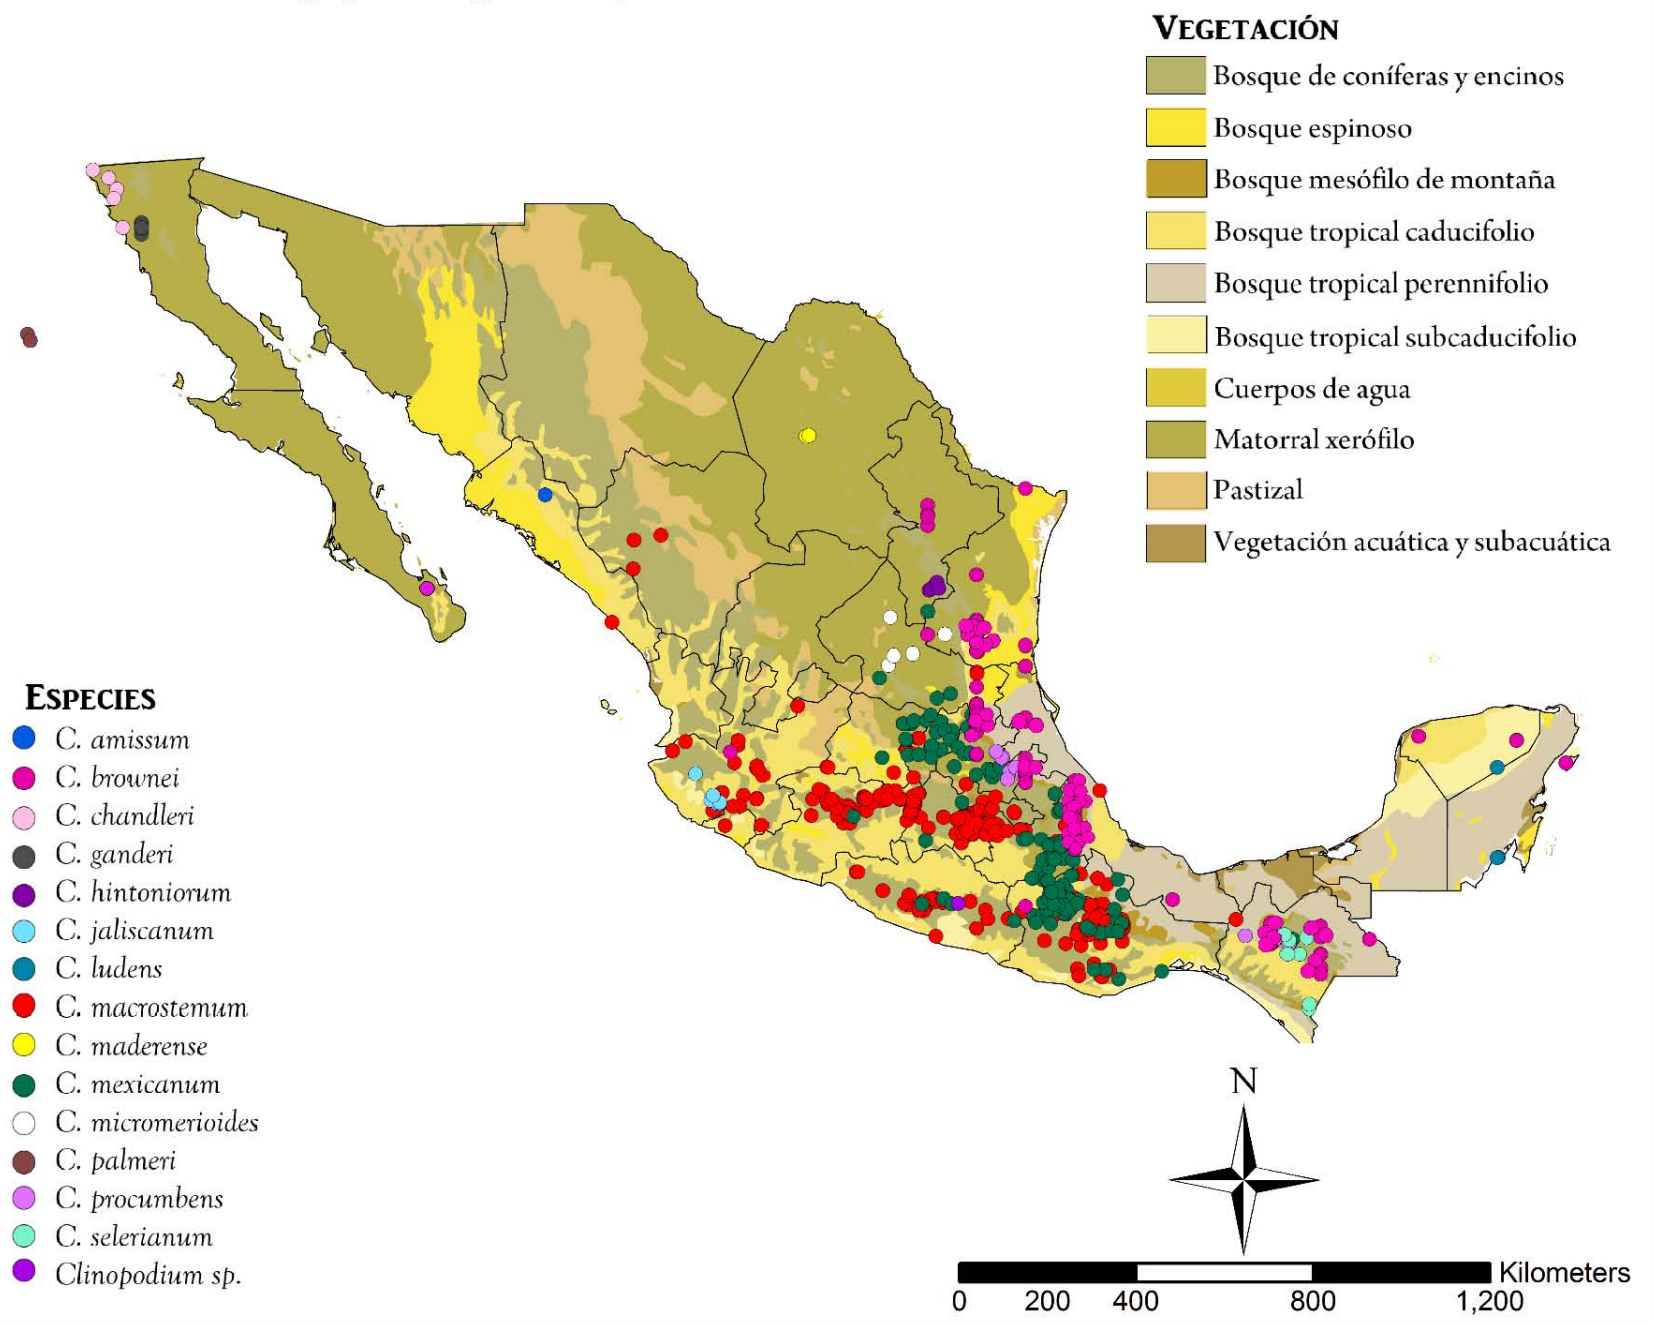 VEGETACIÓN
Bosque de coníferas y encinos
Bosque espinoso
Bosque mesófilo de montaña
Bosque tropical caducifolio
Bosque tropical perennifolio
Bosque tropical subcaducifolio
Cuerpos de agua
Matorral xerófilo
Pastizal
Vegetación acuática y subacuática
ESPECIES
C. amissum
C. brownei
C. chandleri
C. ganderi
C. hintoniorum
C. jaliscanum
C. ludens
C. macrostemum
C. maderense
C. mexicanum
C. micromerioides
C. palmeri
C. procumbens
C. selerianum
Clinopodium sp.
N
Kilometers
0 200 400 800 1,200